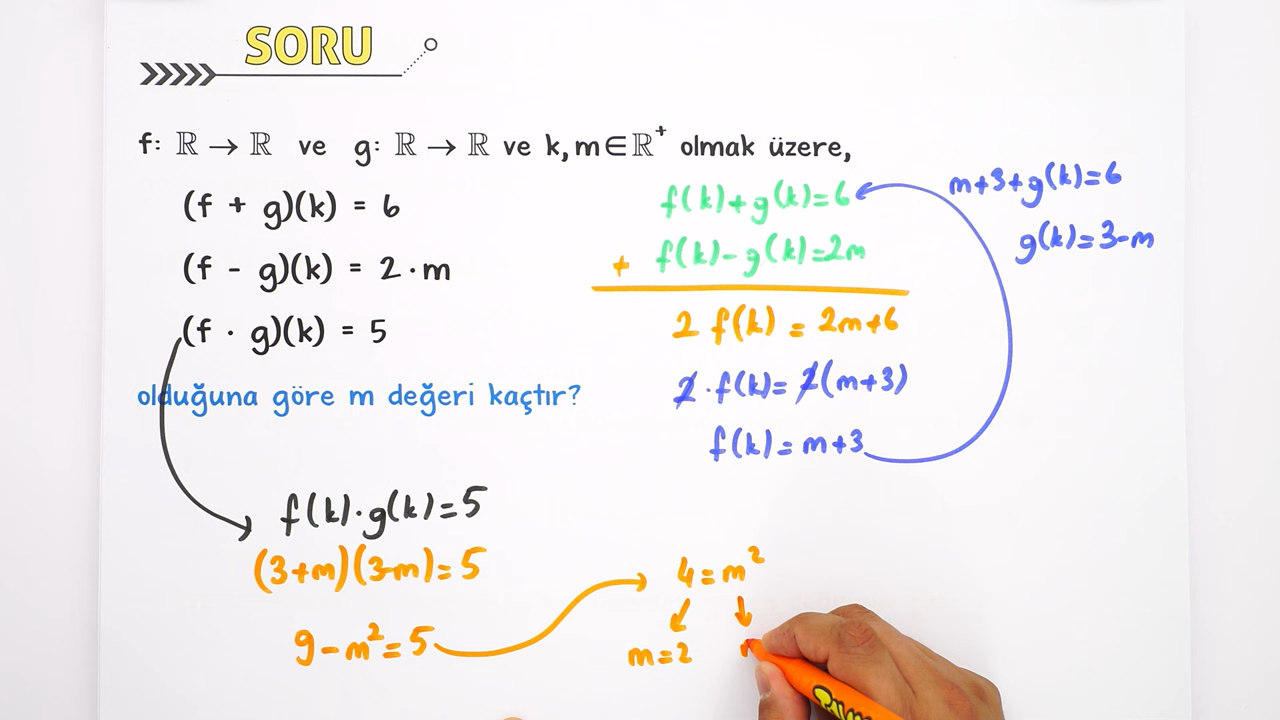 SORU
f: ℝ → ℝ ve g: ℝ → ℝ ve k, m ∈ ℝ⁺ olmak üzere,
(f + g)(k) = 6
(f - g)(k) = 2 · m
(f · g)(k) = 5
olduğuna göre m değeri kaçtır?
f(k)+g(k)=6
f(k)-g(k)=2m
+
2 f(k) = 2m+6
2 · f(k) = 2(m+3)
f(k) = m+3
m+3+g(k)=6
g(k)=3-m
f(k)·g(k)=5
(3+m)(3-m)=5
9-m²=5
4=m²
m=2